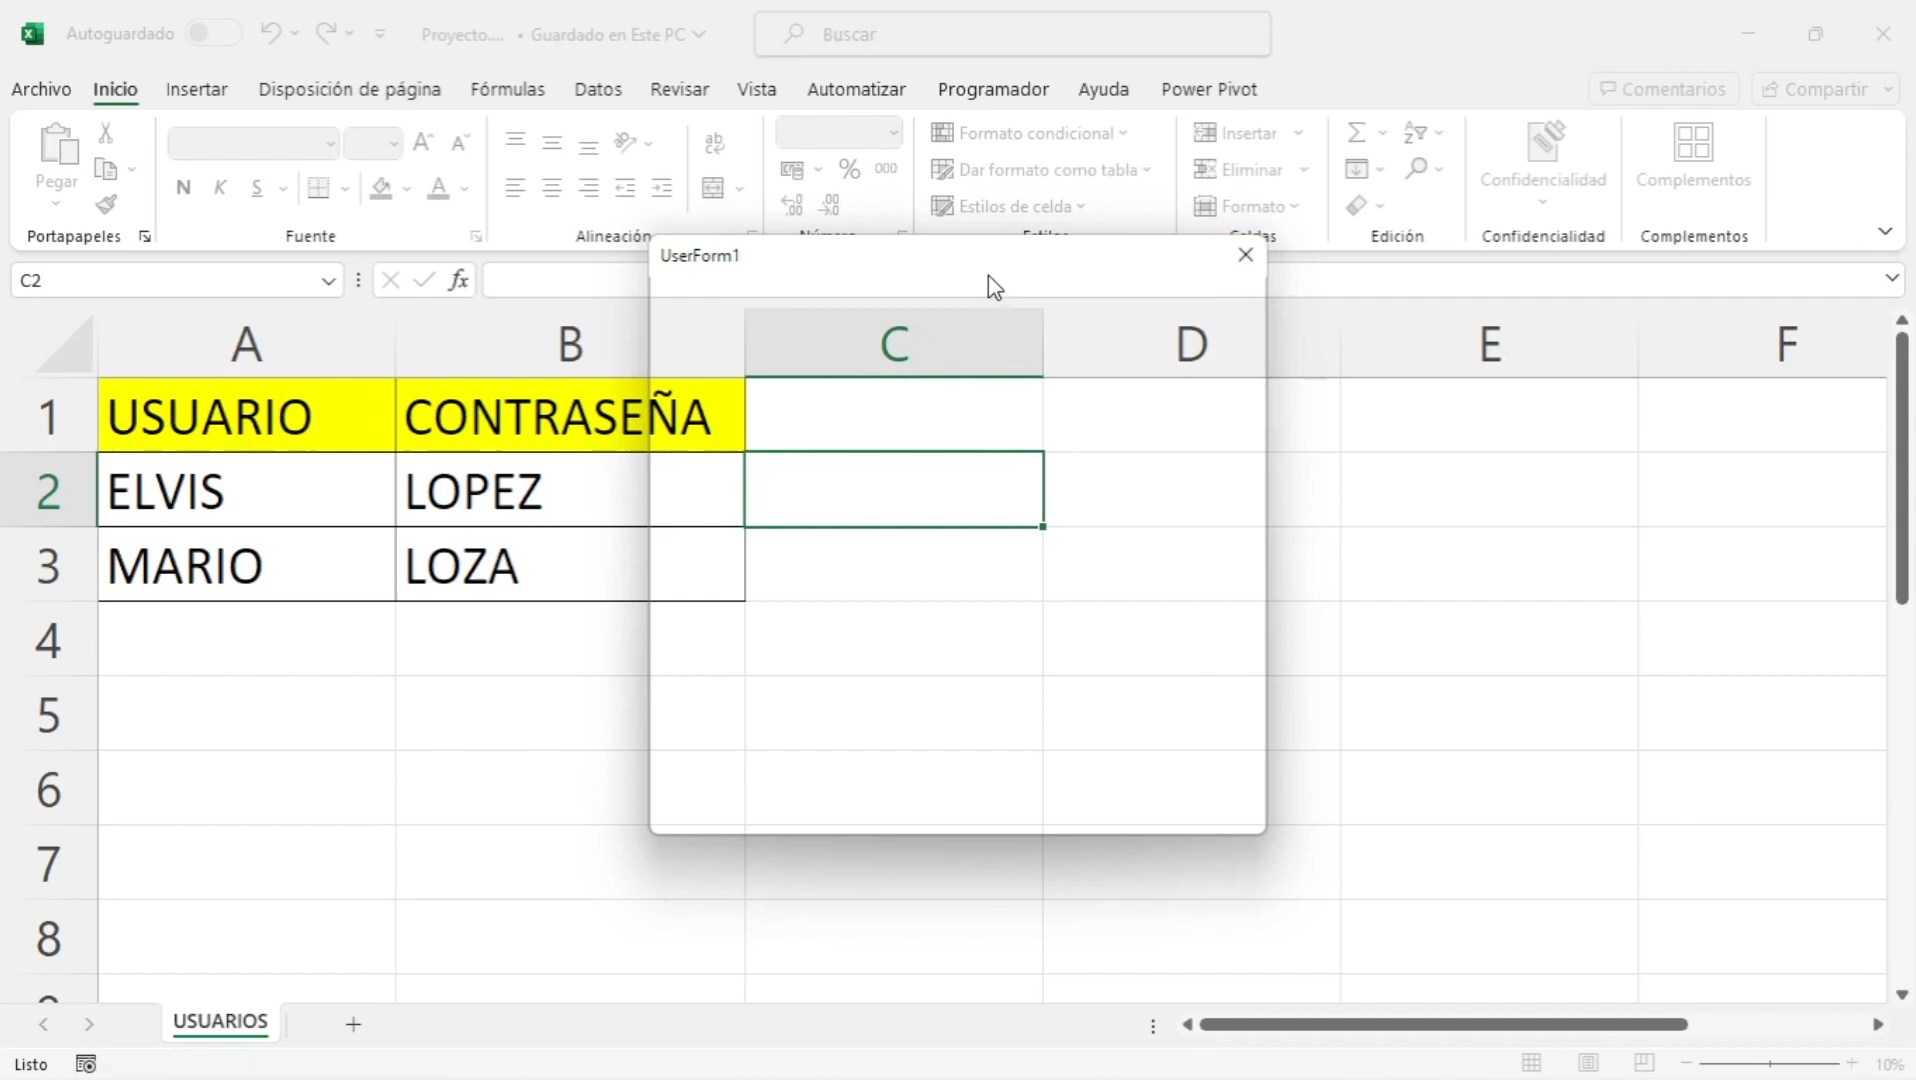 Autoguardado
Proyecto.... • Guardado en Este PC
Buscar
Archivo Inicio Insertar Disposición de página Fórmulas Datos Revisar Vista Automatizar Programador Ayuda Power Pivot Comentarios Compartir
Pegar
N K S
ab
% 000
Formato condicional
Dar formato como tabla
Estilos de celda
Insertar
Eliminar
Formato
Confidencialidad
Complementos
Portapapeles Fuente Alineación Edición Confidencialidad Complementos
UserForm1
C2
fx
A B C D E F
1 USUARIO CONTRASEÑA
2 ELVIS LOPEZ
3 MARIO LOZA
4
5
6
7
8
USUARIOS
Listo
10%